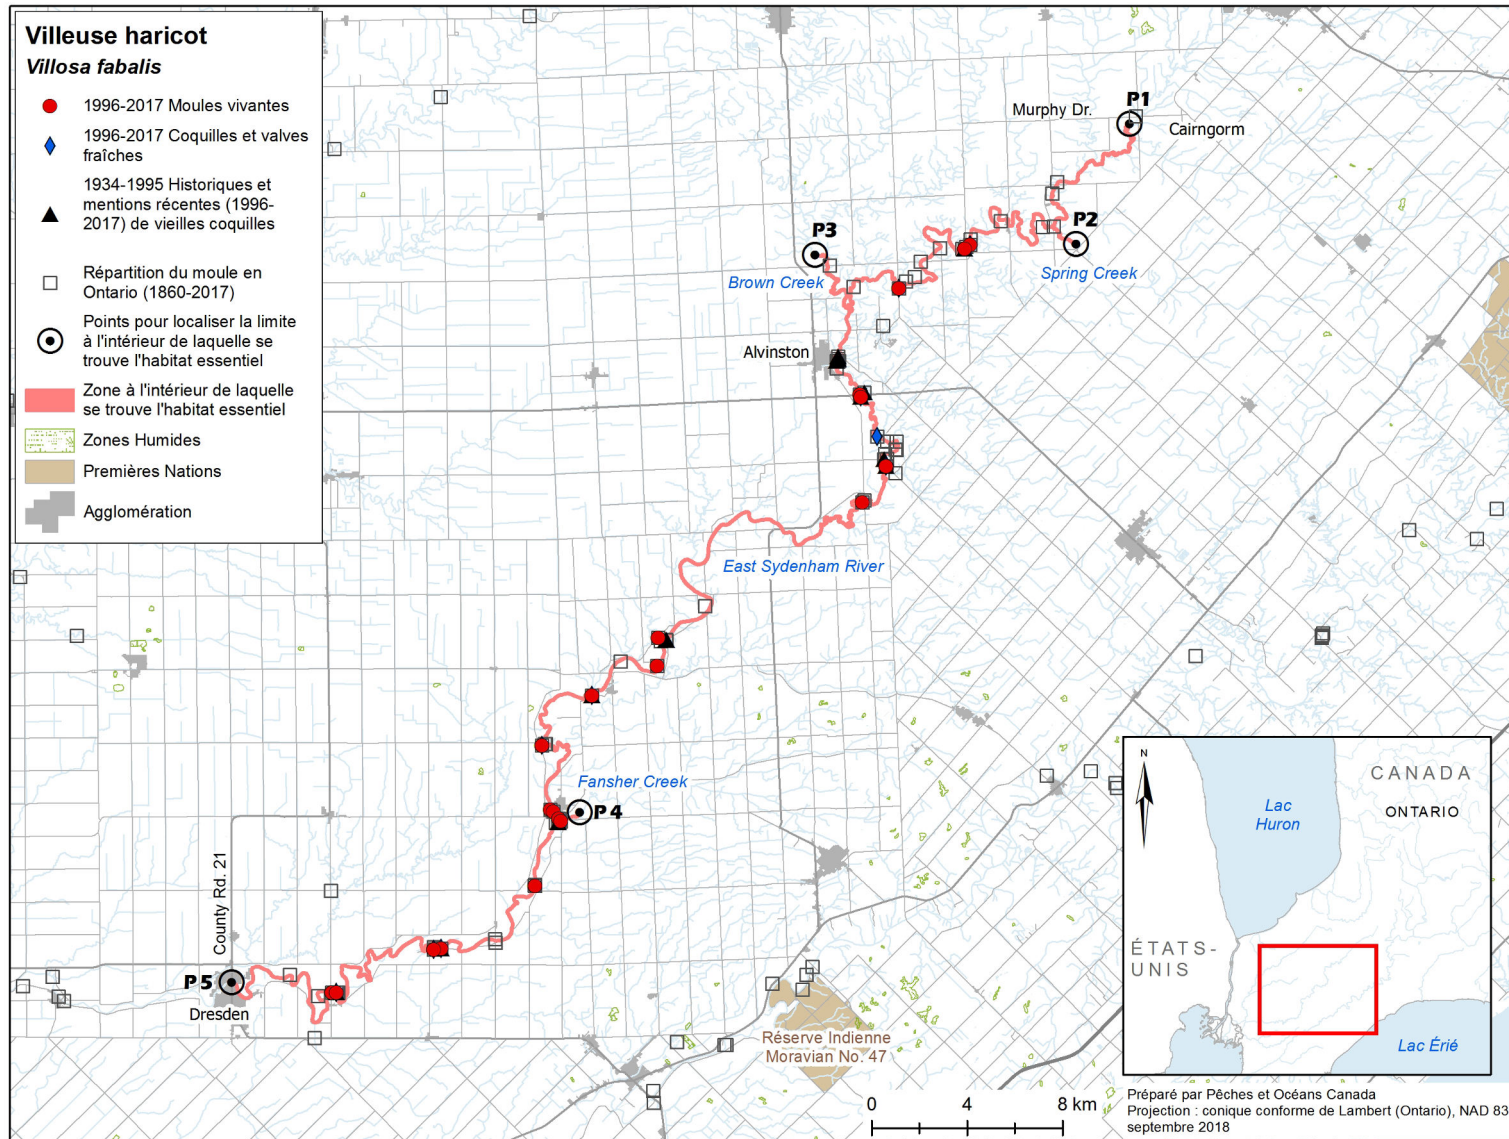 Villeuse haricot
Villosa fabalis
1996-2017 Moules vivantes
1996-2017 Coquilles et valves
fraîches
1934-1995 Historiques et
mentions récentes (1996-
2017) de vieilles coquilles
Répartition du moule en
Ontario (1860-2017)
Points pour localiser la limite
à l'intérieur de laquelle se
trouve l'habitat essentiel
Zone à l'intérieur de laquelle
se trouve l'habitat essentiel
Zones Humides
Premières Nations
Agglomération
P1
Murphy Dr.
Cairngorm
P2
P3
Brown Creek
Spring Creek
Alvinston
East Sydenham River
Fansher Creek
P4
County Rd. 21
P5
Dresden
Réserve Indienne
Moravian No. 47
N
CANADA
ONTARIO
Lac
Huron
ÉTATS-
UNIS
Lac Érié
0 4 8 km
Préparé par Pêches et Océans Canada
Projection : conique conforme de Lambert (Ontario), NAD 83
septembre 2018